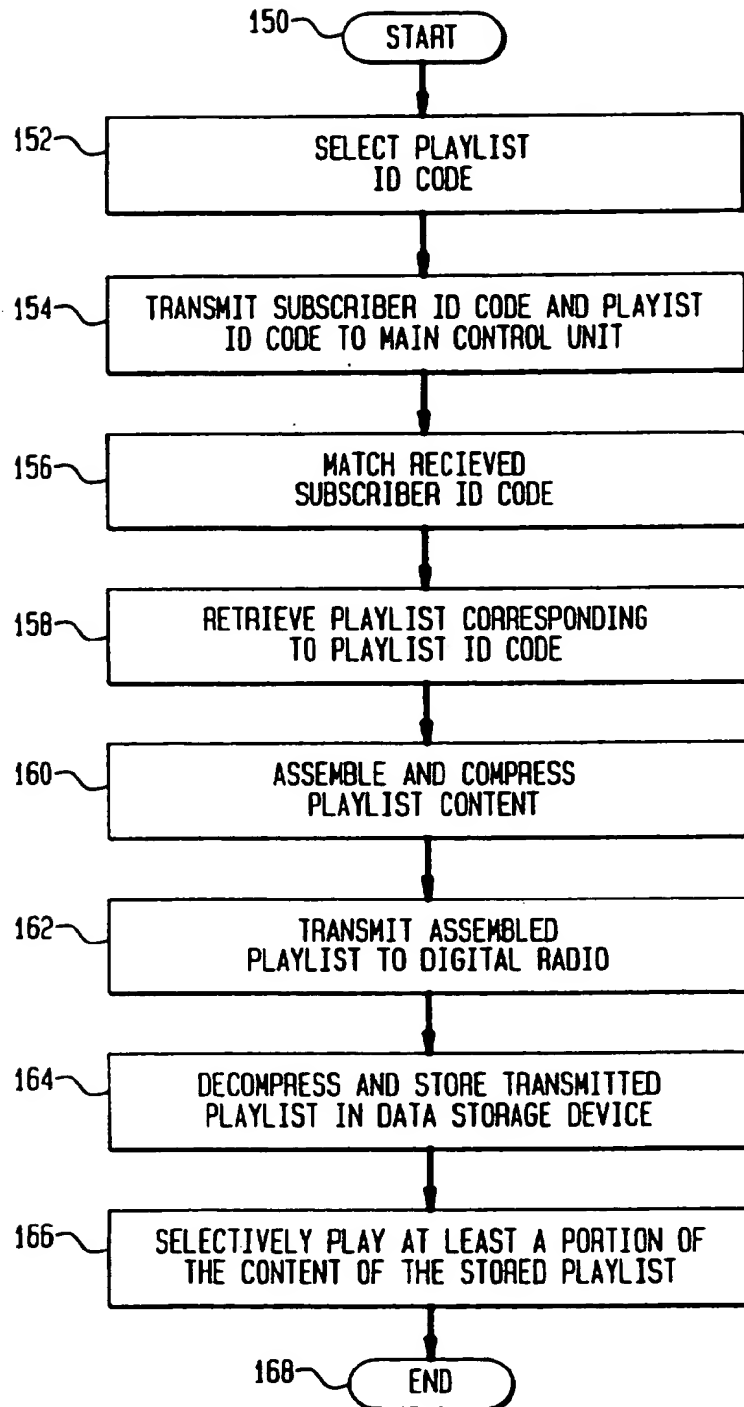 150
START
152
SELECT PLAYLIST
ID CODE
154
TRANSMIT SUBSCRIBER ID CODE AND PLAYIST
ID CODE TO MAIN CONTROL UNIT
156
MATCH RECIEVED
SUBSCRIBER ID CODE
158
RETRIEVE PLAYLIST CORRESPONDING
TO PLAYLIST ID CODE
160
ASSEMBLE AND COMPRESS
PLAYLIST CONTENT
162
TRANSMIT ASSEMBLED
PLAYLIST TO DIGITAL RADIO
164
DECOMPRESS AND STORE TRANSMITTED
PLAYLIST IN DATA STORAGE DEVICE
166
SELECTIVELY PLAY AT LEAST A PORTION OF
THE CONTENT OF THE STORED PLAYLIST
168
END